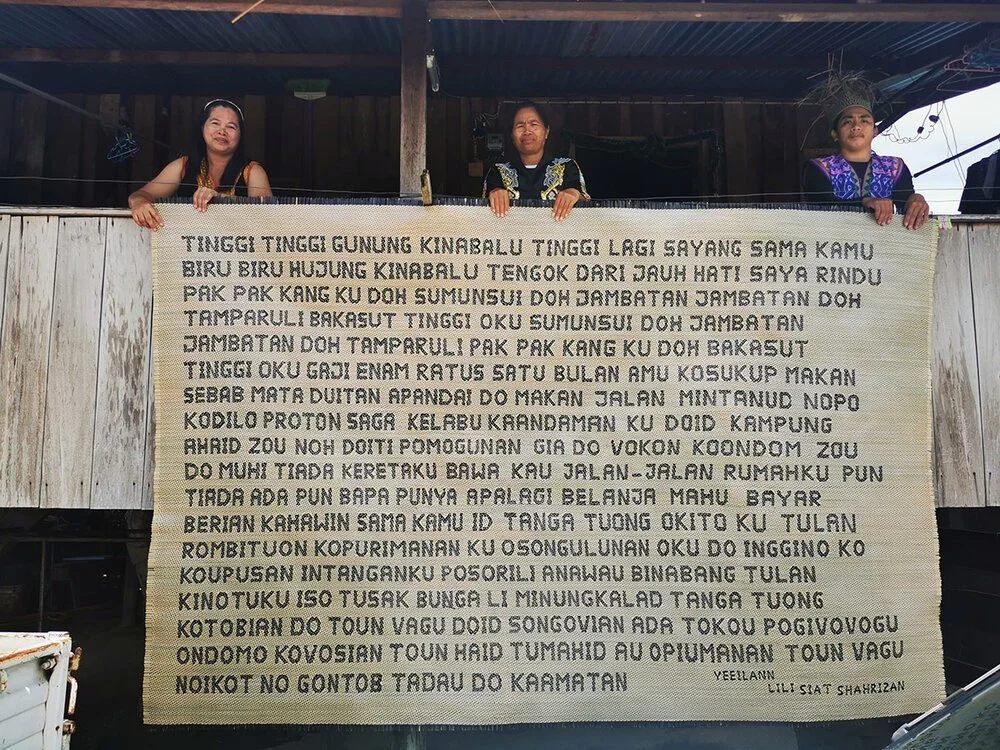 TINGGI TINGGI GUNUNG KINABALU TINGGI LAGI SAYANG SAMA KAMU
BIRU BIRU HUJUNG KINABALU TENGOK DARI JAUH HATI SAYA RINDU
PAK PAK KANG KU DOH SUMUNSUI DOH JAMBATAN JAMBATAN DOH
TAMPARULI BAKASUT TINGGI OKU SUMUNSUI DOH JAMBATAN
JAMBATAN DOH TAMPARULI PAK PAK KANG KU DOH BAKASUT
TINGGI OKU GAJI ENAM RATUS SATU BULAN AMU KOSUKUP MAKAN
SEBAB MATA DUITAN APANDAI DO MAKAN JALAN MINTANUD NOPO
KODILO PROTON SAGA KELABU KAANDAMAN KU DOID KAMPUNG
AHAID ZOU NOH DOITI POMOGUNAN GIA DO VOKON KOONDOM ZOU
DO MUHI TIADA KERETAKU BAWA KAU JALAN-JALAN RUMAHKU PUN
TIADA ADA PUN BAPA PUNYA APALAGI BELANJA MAHU BAYAR
BERIAN KAHAWIN SAMA KAMU ID TANGA TUONG OKITO KU TULAN
ROMBITUON KOPURIMANAN KU OSONGULUNAN OKU DO INGGINO KO
KOUPUSAN INTANGANKU POSORILI ANAWAU BINABANG TULAN
KINOTUKU ISO TUSAK BUNGA LI MINUNGKALAD TANGA TUONG
KOTOBIAN DO TOUN VAGU DOID SONGOVIAN ADA TOKOU POGIVOVOGU
ONDOMO KOVOSIAN TOUN HAID TUMAHID AU OPIUMANAN TOUN VAGU
NOIKOT NO GONTOB TADAU DO KAAMATAN
YEEILANN
LILI SIAT SHAHRIZAN